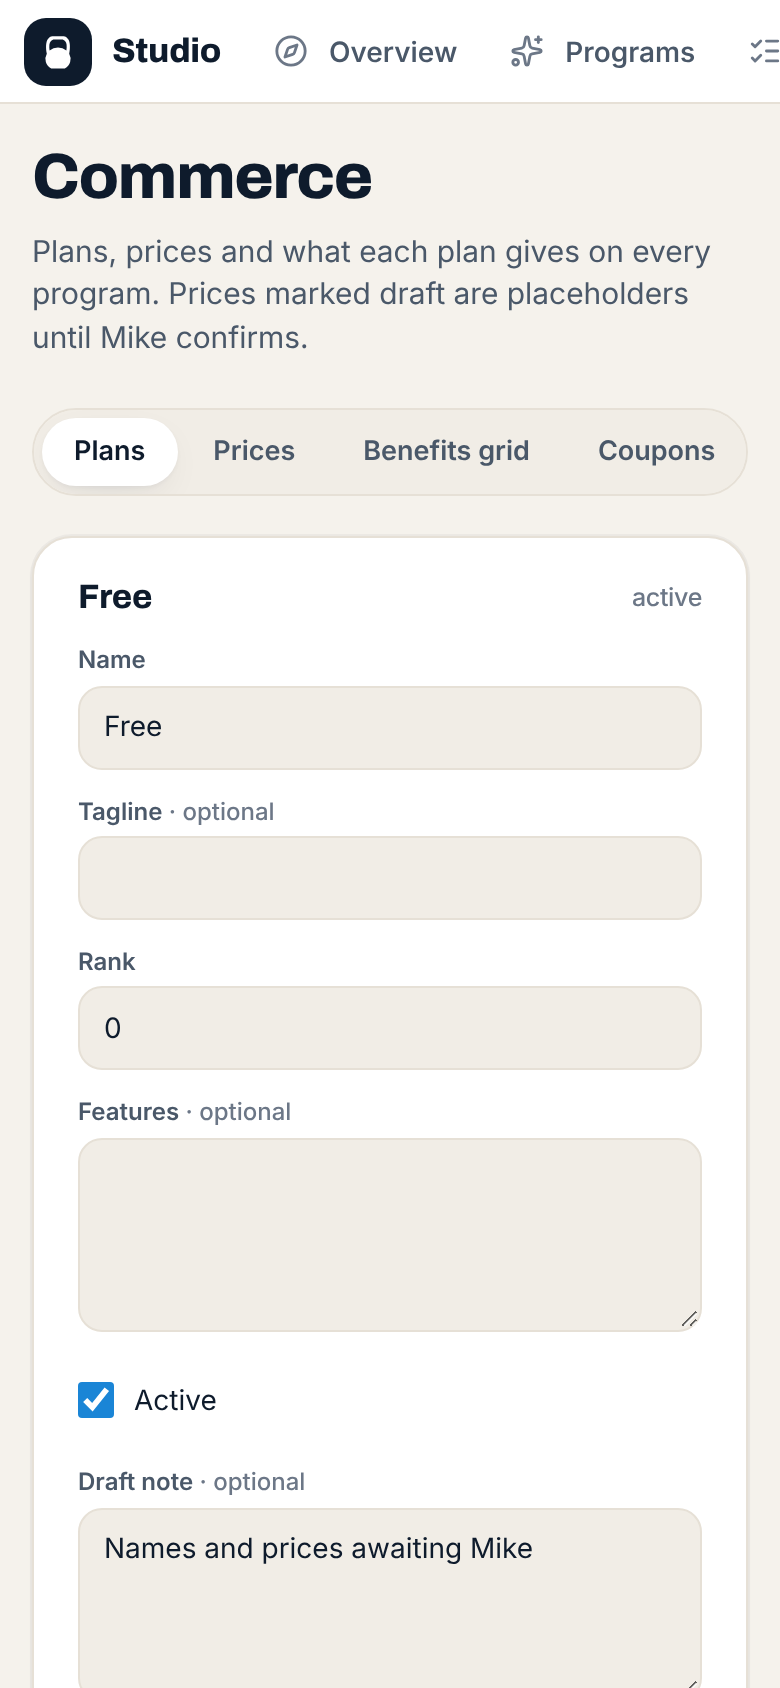 Studio
Overview
Programs
Commerce
Plans, prices and what each plan gives on every
program. Prices marked draft are placeholders
until Mike confirms.
Plans
Prices
Benefits grid
Coupons
Free
active
Name
Free
Tagline · optional
Rank
0
Features · optional
Active
Draft note · optional
Names and prices awaiting Mike